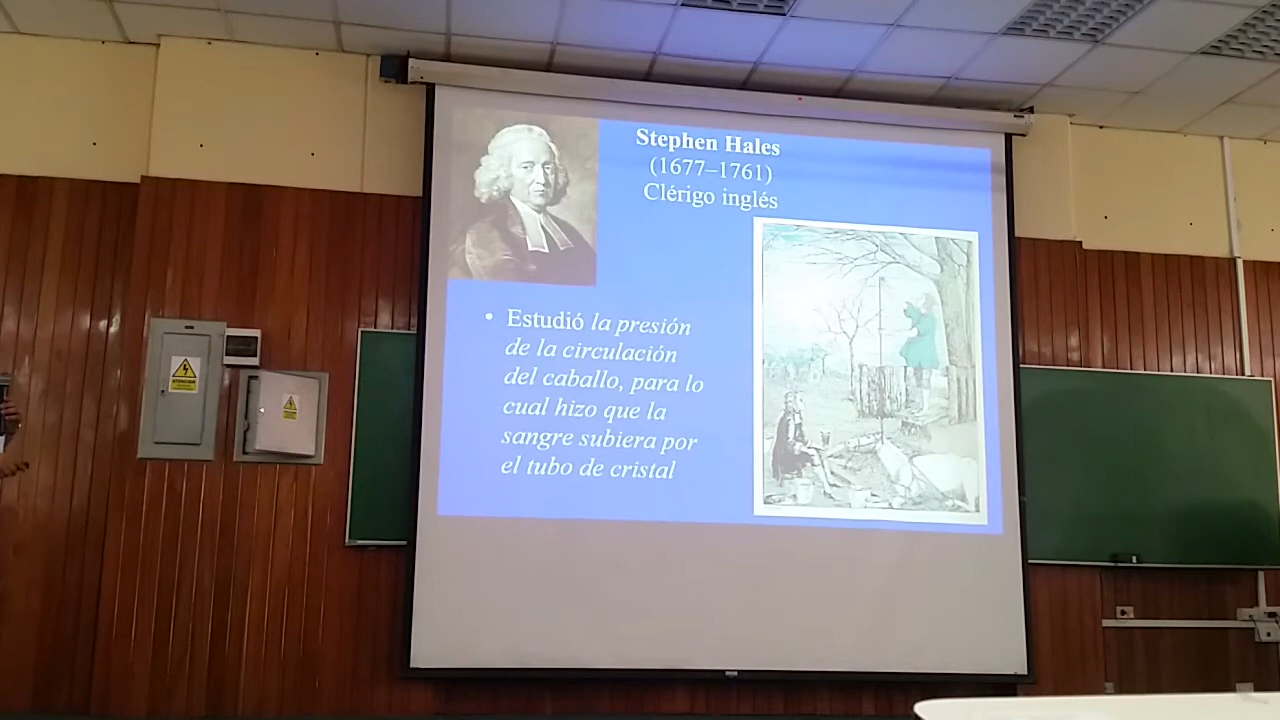 Stephen Hales
(1677–1761)
Clérigo inglés
• Estudió la presión
de la circulación
del caballo, para lo
cual hizo que la
sangre subiera por
el tubo de cristal
ATENCION